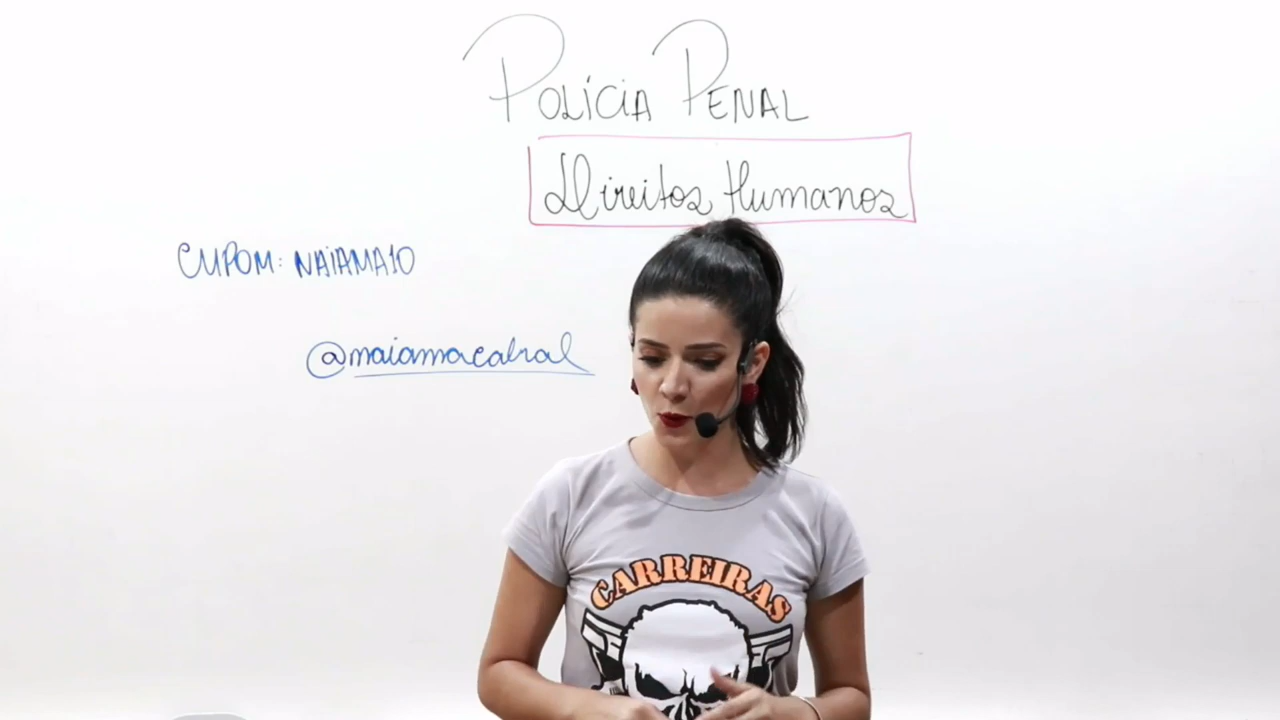 POLÍCIA PENAL
Direitos Humanos
CUPOM: NAIAMA10
@naiamacabral
CARREIRAS